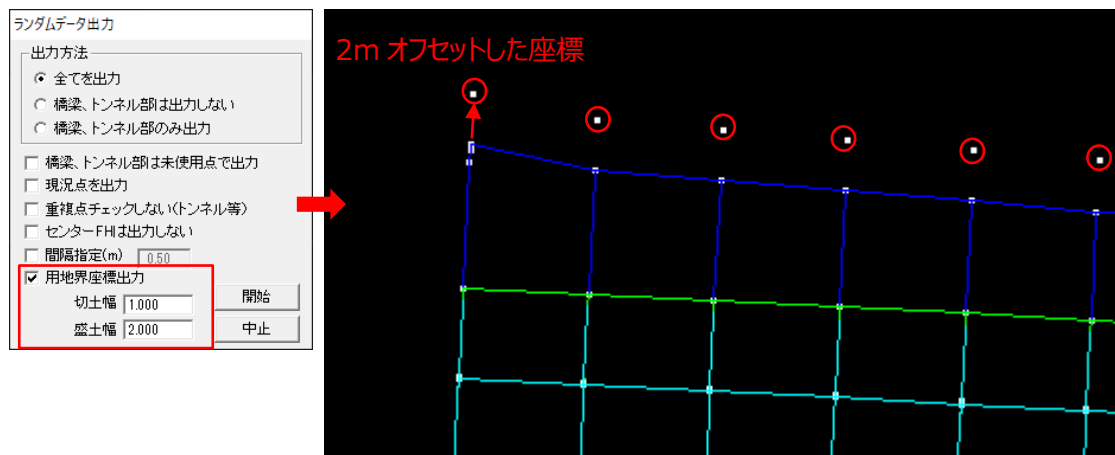 ランダムデータ出力
出力方法
全てを出力
橋梁、トンネル部は出力しない
橋梁、トンネル部のみ出力
橋梁、トンネル部は未使用点で出力
現況点を出力
重複点チェックしない(トンネル等)
センターFHは出力しない
間隔指定(m) 0.50
用地界座標出力
切土幅 1.000
盛土幅 2.000
開始
中止
2m オフセットした座標